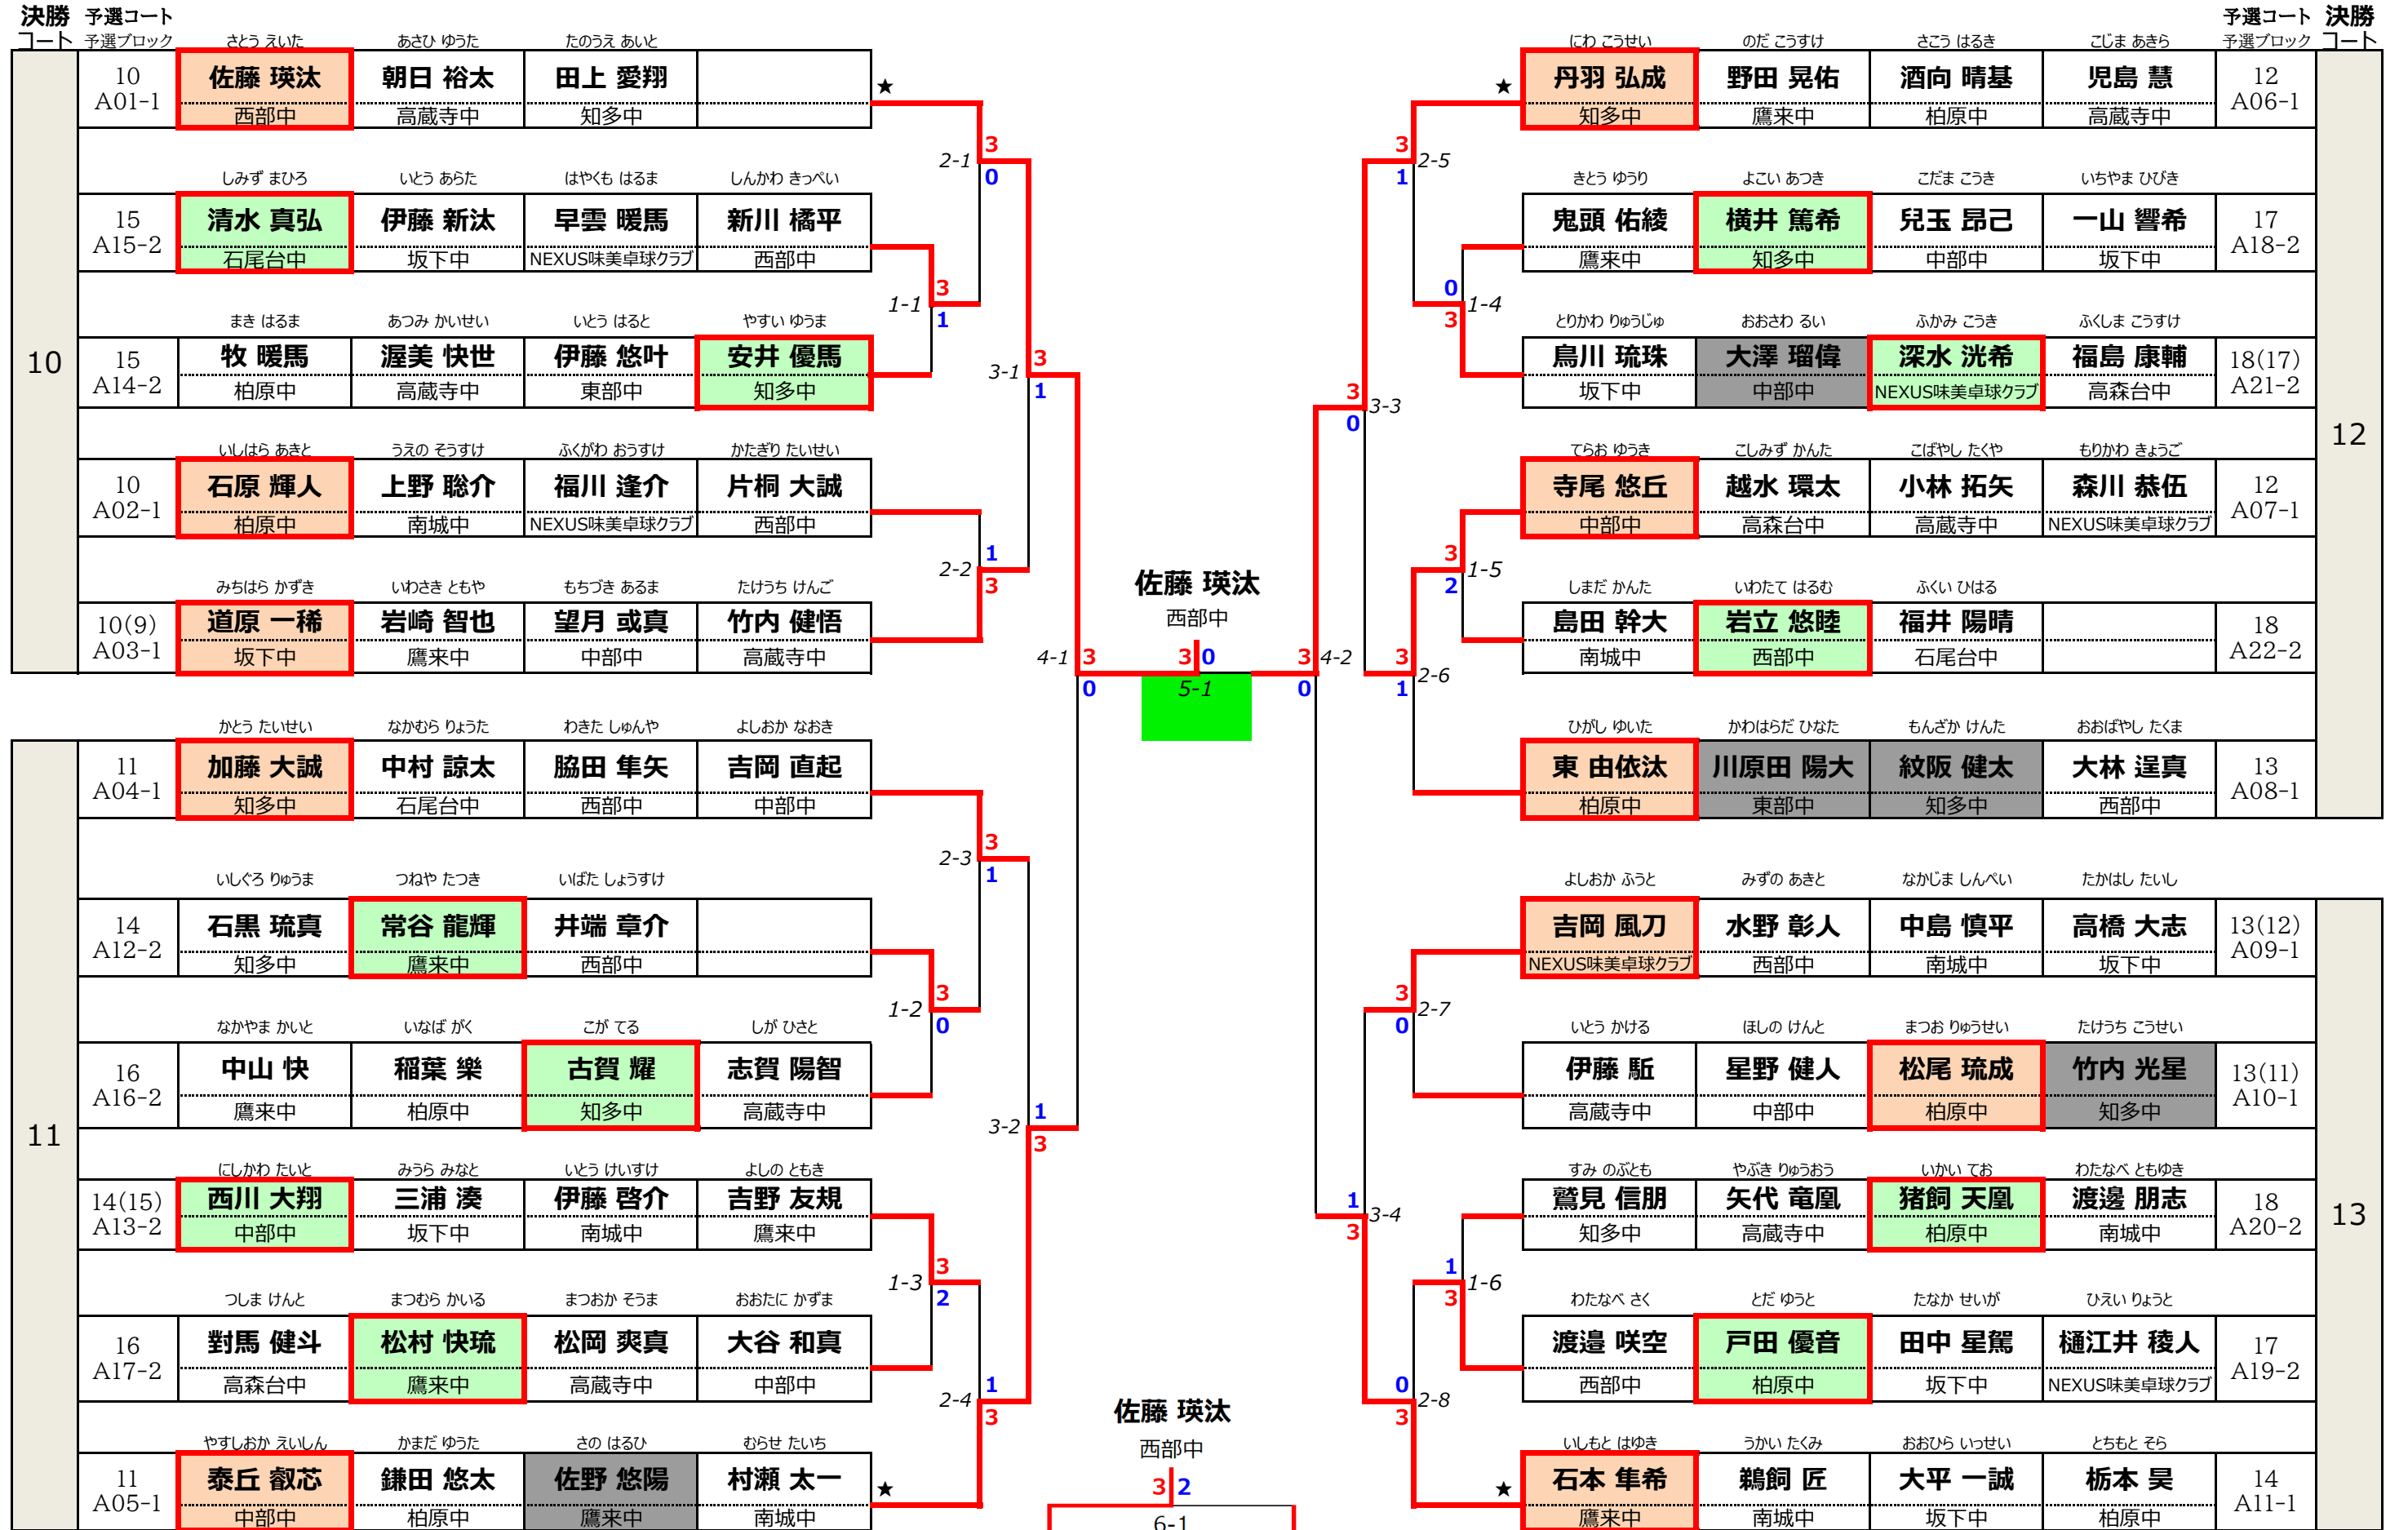 決勝 予選コート
コート 予選ブロック
さとう えいた あさひ ゆうた たのうえ あいと
10 佐藤 瑛汰 朝日 裕太 田上 愛翔 ★
A01-1 西部中 高蔵寺中 知多中
2-1 3
0
しみず まひろ いとう あらた はやくも はるま しんかわ きっぺい
15 清水 真弘 伊藤 新汰 早雲 暖馬 新川 橘平
A15-2 石尾台中 坂下中 NEXUS味美卓球クラブ 西部中
1-1 3
1
まき はるま あつみ かいせい いとう はると やすい ゆうま
15 牧 暖馬 渥美 快世 伊藤 悠叶 安井 優馬
A14-2 柏原中 高蔵寺中 東部中 知多中
10
3-1 3
1
いしはら あきと うえの そうすけ ふくがわ おうすけ かたぎり たいせい
10 石原 輝人 上野 聡介 福川 逢介 片桐 大誠
A02-1 柏原中 南城中 NEXUS味美卓球クラブ 西部中
2-2 1
3
みちはら かずき いわさき ともや もちづき あるま たけうち けんご
10(9) 道原 一稀 岩崎 智也 望月 或真 竹内 健悟
A03-1 坂下中 鷹来中 中部中 高蔵寺中
4-1 3
0
かとう たいせい なかむら りょうた わきた しゅんや よしおか なおき
11 加藤 大誠 中村 諒太 脇田 隼矢 吉岡 直起
A04-1 知多中 石尾台中 西部中 中部中
2-3 3
1
いしぐろ りゅうま つねや たつき いばた しょうすけ
14 石黒 琉真 常谷 龍輝 井端 章介
A12-2 知多中 鷹来中 西部中
1-2 3
0
なかやま かいと いなば がく こが てる しが ひさと
16 中山 快 稲葉 樂 古賀 耀 志賀 陽智
A16-2 鷹来中 柏原中 知多中 高蔵寺中
11
3-2 1
3
にしかわ たいと みうら みなと いとう けいすけ よしの ともき
14(15) 西川 大翔 三浦 湊 伊藤 啓介 吉野 友規
A13-2 中部中 坂下中 南城中 鷹来中
1-3 3
2
つしま けんと まつむら かいる まつおか そうま おおたに かずま
16 對馬 健斗 松村 快琉 松岡 爽真 大谷 和真
A17-2 高森台中 鷹来中 高蔵寺中 中部中
2-4 1
3
やすしおか えいしん かまだ ゆうた さの はるひ むらせ たいち
11 泰丘 叡芯 鎌田 悠太 佐野 悠陽 村瀬 太一 ★
A05-1 中部中 柏原中 鷹来中 南城中
佐藤 瑛汰
西部中
3 0
5-1
佐藤 瑛汰
西部中
3 2
6-1
予選コート 決勝
予選ブロック コート
にわ こうせい のだ こうすけ さこう はるき こじま あきら
★ 丹羽 弘成 野田 晃佑 酒向 晴基 児島 慧 12
知多中 鷹来中 柏原中 高蔵寺中 A06-1
3 2-5
1
きとう ゆうり よこい あつき こだま こうき いちやま ひびき
鬼頭 佑綾 横井 篤希 兒玉 昂己 一山 響希 17
鷹来中 知多中 中部中 坂下中 A18-2
0 1-4
3
とりかわ りゅうじゅ おおさわ るい ふかみ こうき ふくしま こうすけ
鳥川 琉珠 大澤 瑠偉 深水 洸希 福島 康輔 18(17)
坂下中 中部中 NEXUS味美卓球クラブ 高森台中 A21-2
3 3-3
0
12
てらお ゆうき こしみず かんた こばやし たくや もりかわ きょうご
寺尾 悠丘 越水 環太 小林 拓矢 森川 恭伍 12
中部中 高森台中 高蔵寺中 NEXUS味美卓球クラブ A07-1
3 1-5
2
しまだ かんた いわたて はるむ ふくい ひはる
島田 幹大 岩立 悠睦 福井 陽晴 18
南城中 西部中 石尾台中 A22-2
3 4-2
0
3 2-6
1
ひがし ゆいた かわはらだ ひなた もんざか けんた おおばやし たくま
東 由依汰 川原田 陽大 紋阪 健太 大林 逞真 13
柏原中 東部中 知多中 西部中 A08-1
よしおか ふうと みずの あきと なかじま しんぺい たかはし たいし
吉岡 風刀 水野 彰人 中島 慎平 高橋 大志 13(12)
NEXUS味美卓球クラブ 西部中 南城中 坂下中 A09-1
3 2-7
0
いとう かける ほしの けんと まつお りゅうせい たけうち こうせい
伊藤 駈 星野 健人 松尾 琉成 竹内 光星 13(11)
高蔵寺中 中部中 柏原中 知多中 A10-1
すみ のぶとも やぶき りゅうおう いかい てお わたなべ ともゆき
鷲見 信朋 矢代 竜凰 猪飼 天凰 渡邊 朋志 18
知多中 高蔵寺中 柏原中 南城中 A20-2
1 3-4
3
13
1 1-6
3
わたなべ さく とだ ゆうと たなか せいが ひえい りょうと
渡邉 咲空 戸田 優音 田中 星駕 樋江井 稜人 17
西部中 柏原中 坂下中 NEXUS味美卓球クラブ A19-2
0 2-8
3
いしもと はゆき うかい たくみ おおひら いっせい とちもと そら
★ 石本 隼希 鵜飼 匠 大平 一誠 栃本 昊 14
鷹来中 南城中 坂下中 柏原中 A11-1